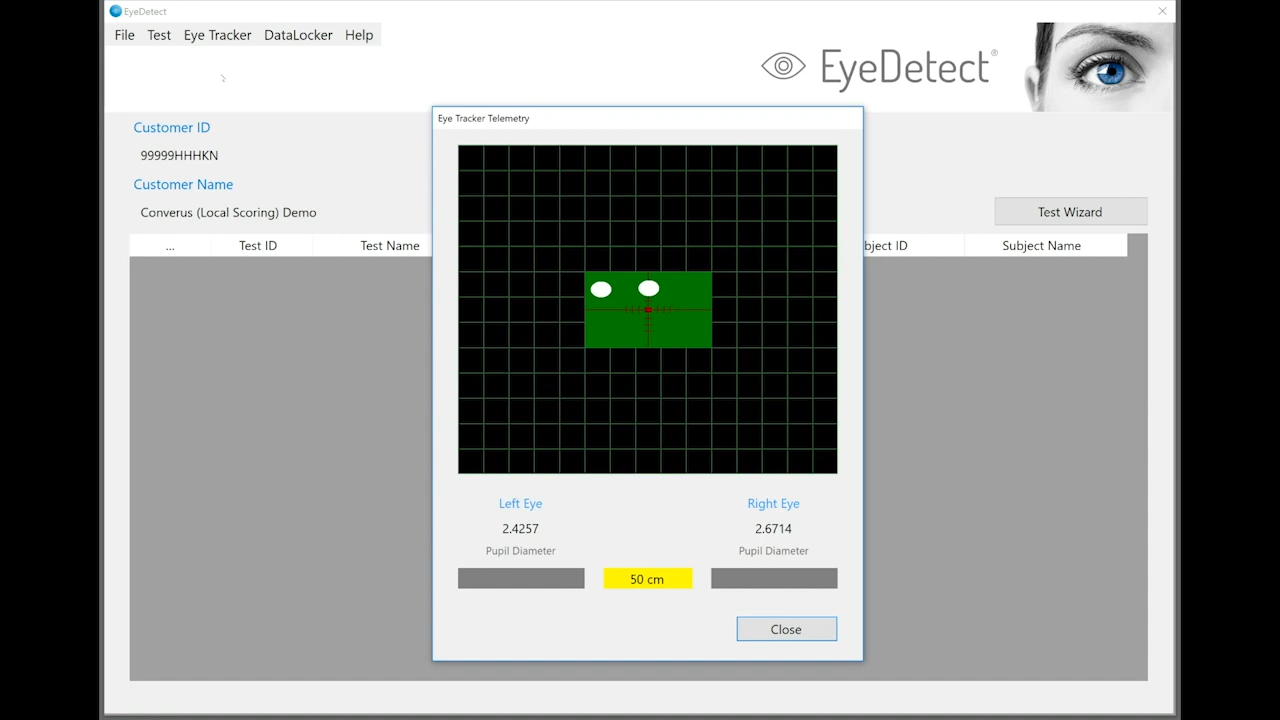 EyeDetect
File Test Eye Tracker DataLocker Help
EyeDetect®
Customer ID
99999HHHKN
Customer Name
Converus (Local Scoring) Demo
Test Wizard
... Test ID Test Name bject ID Subject Name
Eye Tracker Telemetry
Left Eye Right Eye
2.4257 2.6714
Pupil Diameter Pupil Diameter
50 cm
Close